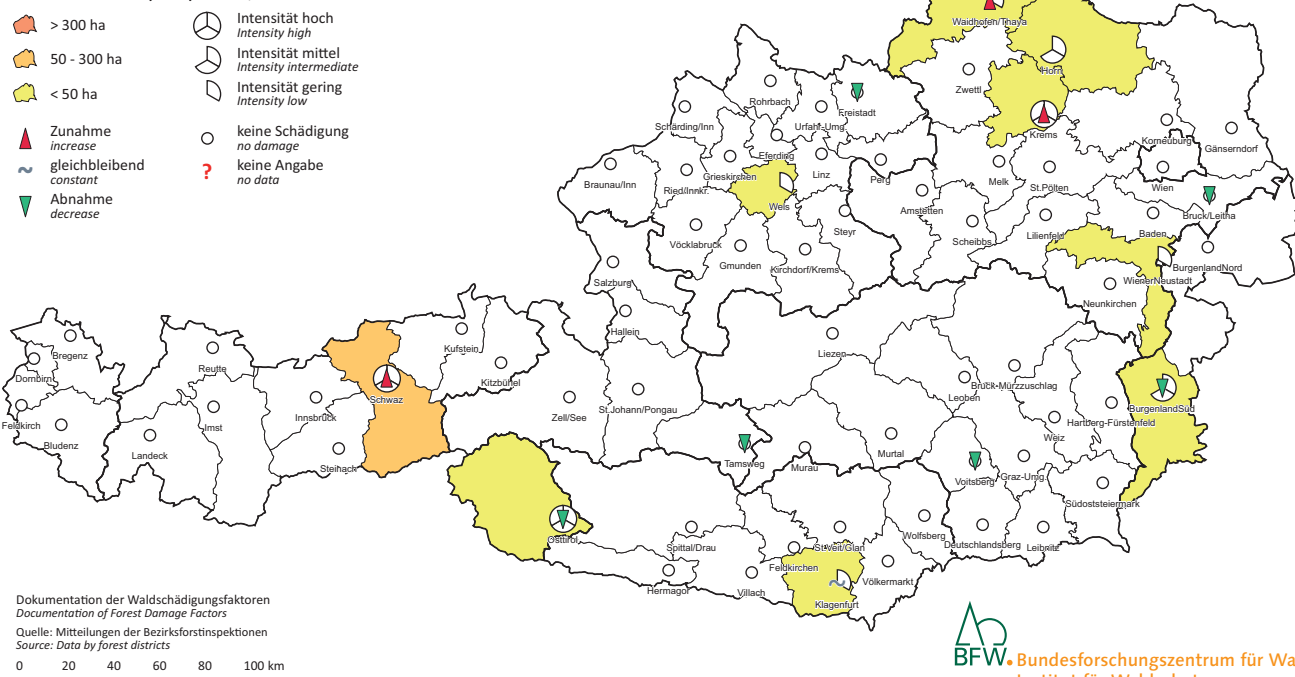 > 300 ha
50 - 300 ha
< 50 ha
Zunahme
increase
gleichbleibend
constant
Abnahme
decrease
Intensität hoch
Intensity high
Intensität mittel
Intensity intermediate
Intensität gering
Intensity low
keine Schädigung
no damage
?
keine Angabe
no data
Waidhofen/Thaya
Horn
Zwettl
Krems
Rohrbach
Freistadt
Schärding/Inn
Urfahr-Umg.
Korneuburg
Gänserndorf
Eferding
Grieskirchen
Linz
Perg
Braunau/Inn
Ried/Innkr.
Wels
Melk
St.Pölten
Wien
Amstetten
Bruck/Leitha
Steyr
Scheibbs
Lilienfeld
Baden
Vöcklabruck
Gmunden
Kirchdorf/Krems
BurgenlandNord
WienerNeustadt
Salzburg
Neunkirchen
Hallein
Bregenz
Reutte
Kufstein
Liezen
Dornbirn
Kitzbühel
Bruck-Mürzzuschlag
Leoben
Schwaz
Feldkirch
Innsbruck
Zell/See
St.Johann/Pongau
BurgenlandSüd
Hartberg-Fürstenfeld
Imst
Bludenz
Landeck
Weiz
Steinach
Tamsweg
Murau
Murtal
Voitsberg
Graz-Umg.
Südoststeiermark
Osttirol
Spittal/Drau
St.Veit/Glan
Wolfsberg
Deutschlandsberg
Leibnitz
Feldkirchen
Hermagor
Villach
Völkermarkt
Klagenfurt
Dokumentation der Waldschädigungsfaktoren
Documentation of Forest Damage Factors
Quelle: Mitteilungen der Bezirksforstinspektionen
Source: Data by forest districts
0 20 40 60 80 100 km
BFW
Bundesforschungszentrum für Wa